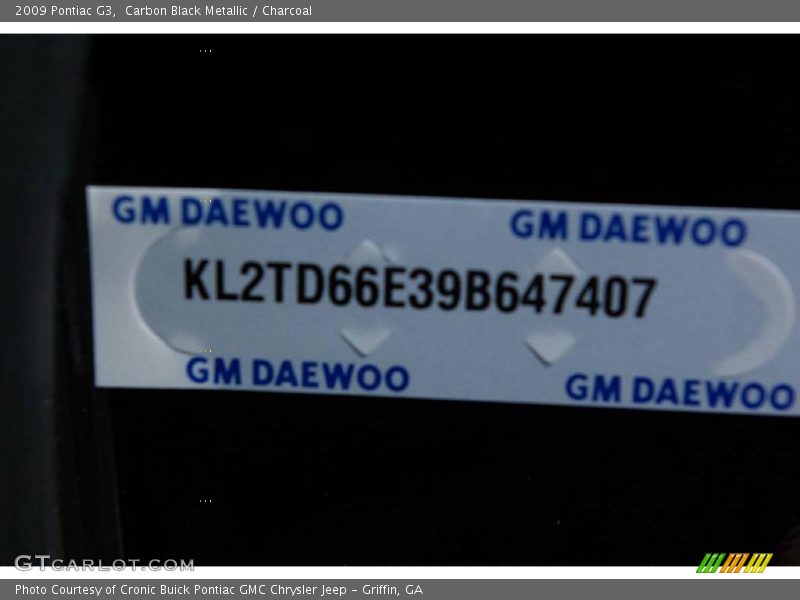 2009 Pontiac G3,  Carbon Black Metallic / Charcoal
GM DAEWOO GM DAEWOO
KL2TD66E39B647407
GM DAEWOO GM DAEWOO
GTCARLOT.COM
Photo Courtesy of Cronic Buick Pontiac GMC Chrysler Jeep - Griffin, GA